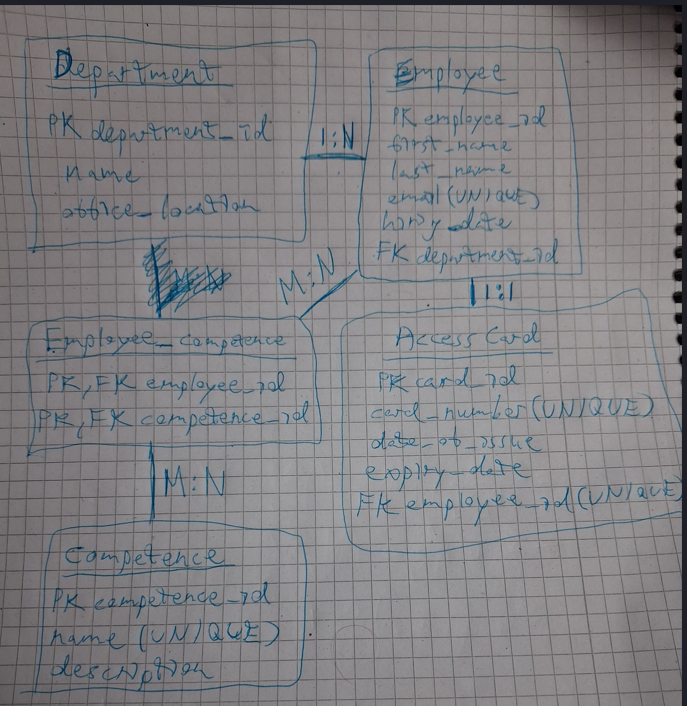 Department
PK department_id
name
office_location
1:N
Employee
PK employee_id
first_name
last_name
email (UNIQUE)
hiry_date
FK department_id
M:N
1:1
Employee_competence
PK, FK employee_id
PK, FK competence_id
Access Card
PK card_id
card_number (UNIQUE)
date_of_issue
expiry_date
FK employee_id (UNIQUE)
M:N
Competence
PK competence_id
name (UNIQUE)
description